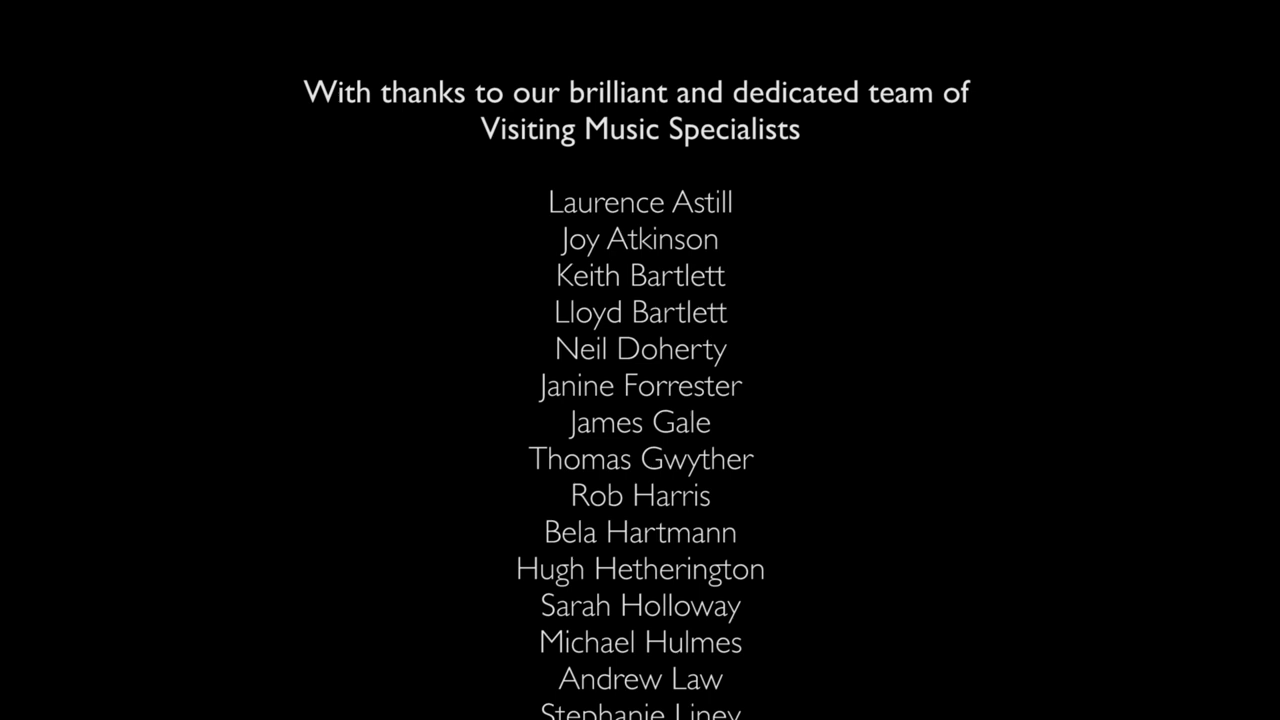 With thanks to our brilliant and dedicated team of
Visiting Music Specialists
Laurence Astill
Joy Atkinson
Keith Bartlett
Lloyd Bartlett
Neil Doherty
Janine Forrester
James Gale
Thomas Gwyther
Rob Harris
Bela Hartmann
Hugh Hetherington
Sarah Holloway
Michael Hulmes
Andrew Law
Stephanie Liney